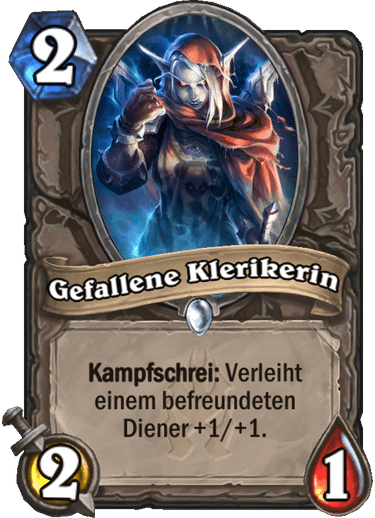 2
Gefallene Klerikerin
Kampfschrei: Verleiht
einem befreundeten
Diener +1/+1.
2
1